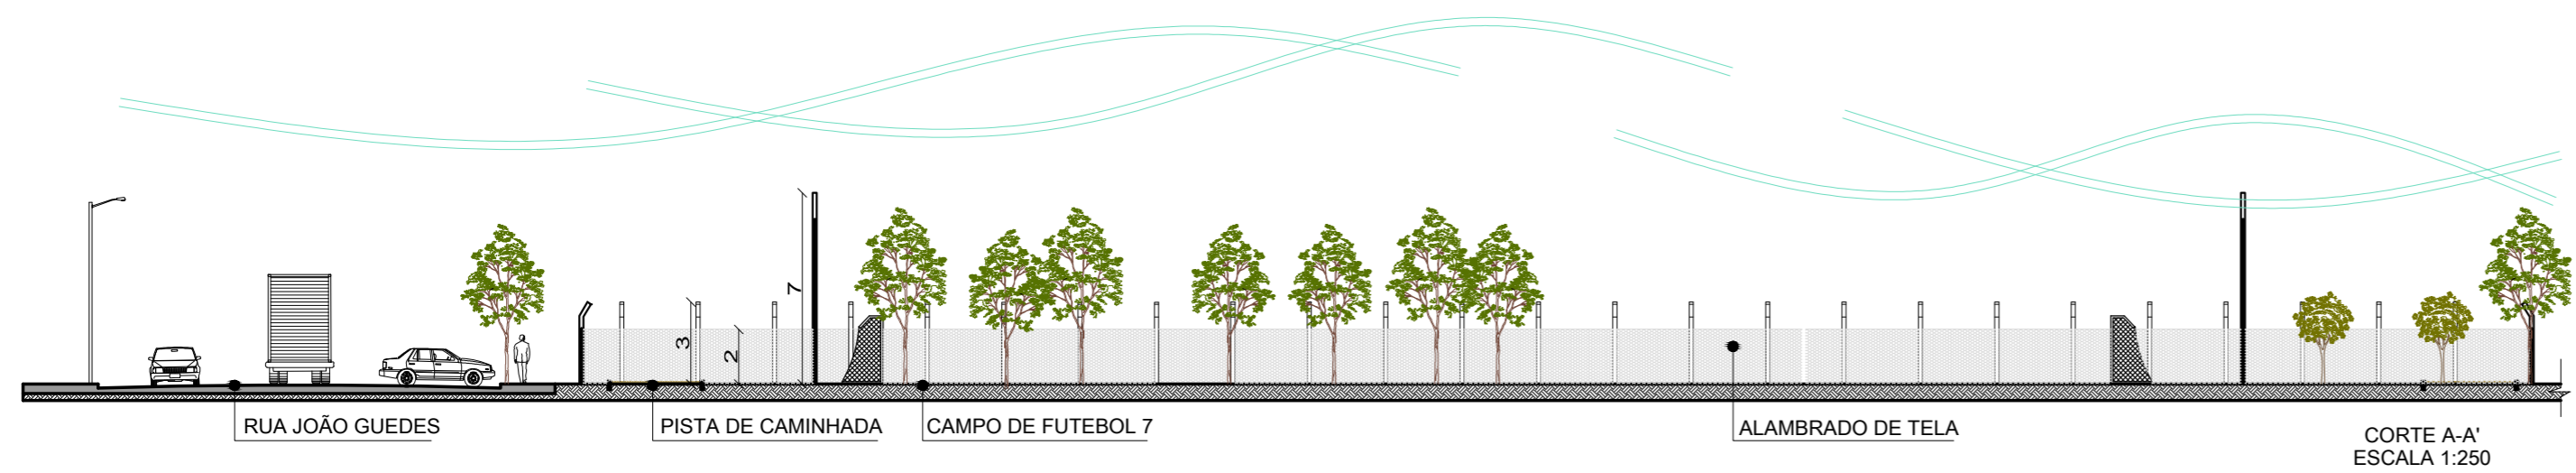 7
3
2
RUA JOÃO GUEDES
PISTA DE CAMINHADA
CAMPO DE FUTEBOL 7
ALAMBRADO DE TELA
CORTE A-A'
ESCALA 1:250